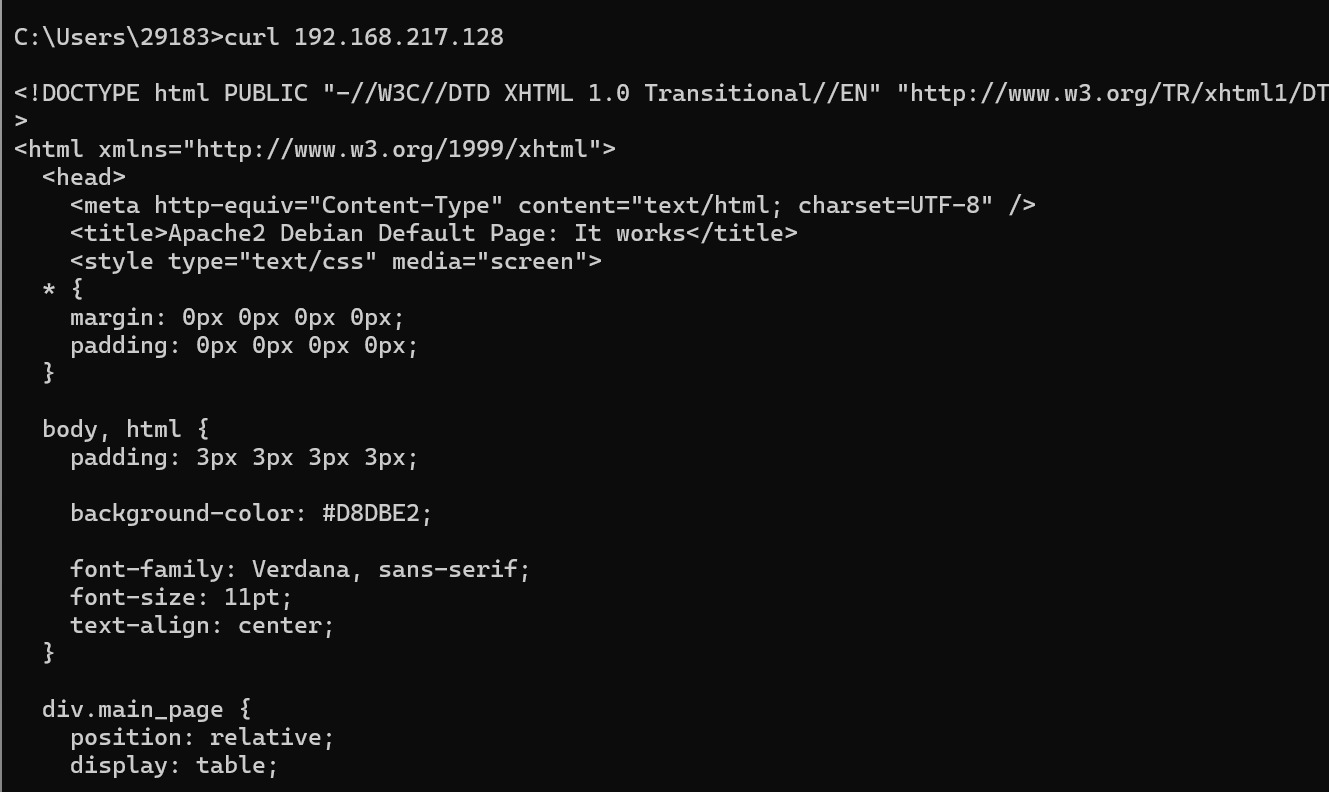 C:\Users\29183>curl 192.168.217.128
<!DOCTYPE html PUBLIC "-//W3C//DTD XHTML 1.0 Transitional//EN" "http://www.w3.org/TR/xhtml1/DT
>
<html xmlns="http://www.w3.org/1999/xhtml">
  <head>
    <meta http-equiv="Content-Type" content="text/html; charset=UTF-8" />
    <title>Apache2 Debian Default Page: It works</title>
    <style type="text/css" media="screen">
  * {
    margin: 0px 0px 0px 0px;
    padding: 0px 0px 0px 0px;
  }
  body, html {
    padding: 3px 3px 3px 3px;
    background-color: #D8DBE2;
    font-family: Verdana, sans-serif;
    font-size: 11pt;
    text-align: center;
  }
  div.main_page {
    position: relative;
    display: table;